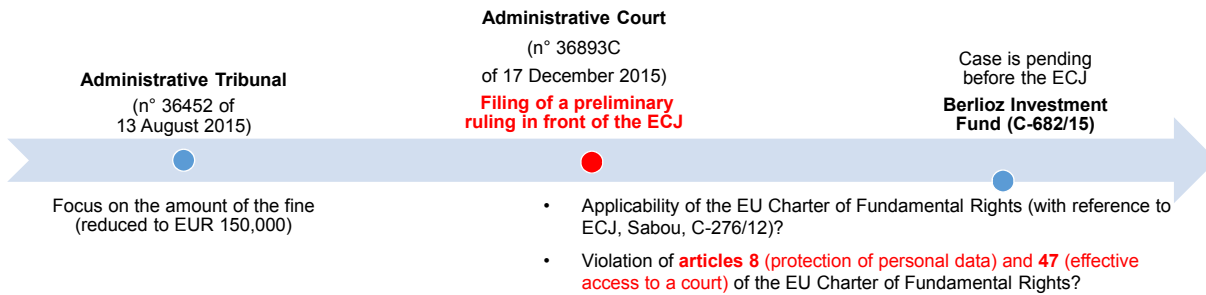 Administrative Tribunal
(n° 36452 of
13 August 2015)
Administrative Court
(n° 36893C
of 17 December 2015)
Filing of a preliminary
ruling in front of the ECJ
Case is pending
before the ECJ
Berlioz Investment
Fund (C-682/15)
Focus on the amount of the fine
(reduced to EUR 150,000)
• Applicability of the EU Charter of Fundamental Rights (with reference to
ECJ, Sabou, C-276/12)?
• Violation of articles 8 (protection of personal data) and 47 (effective
access to a court) of the EU Charter of Fundamental Rights?